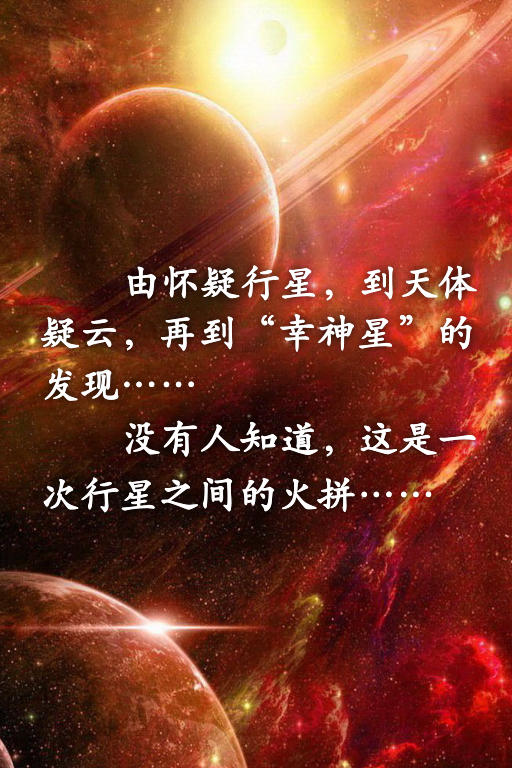 由怀疑行星，到天体
疑云，再到“幸神星”的
发现……
没有人知道，这是一
次行星之间的火拼……